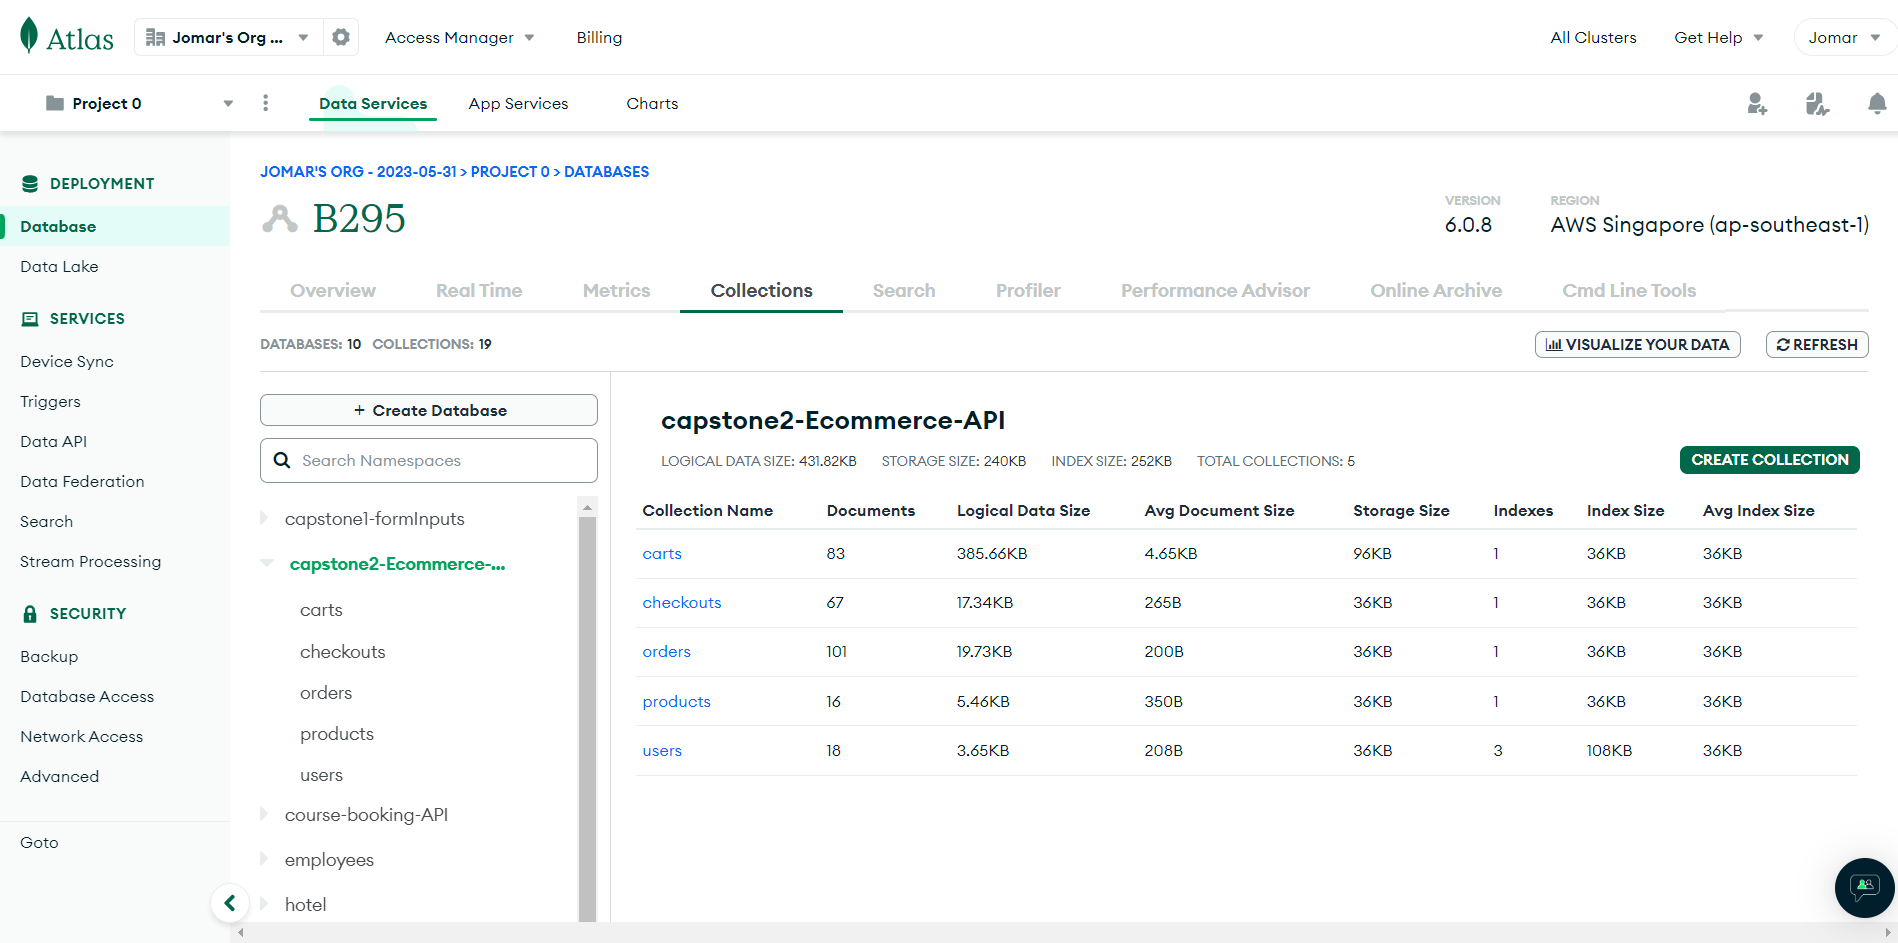 Atlas
Jomar's Org ...
Access Manager
Billing
All Clusters
Get Help
Jomar
Project 0
Data Services
App Services
Charts
DEPLOYMENT
Database
Data Lake
SERVICES
Device Sync
Triggers
Data API
Data Federation
Search
Stream Processing
SECURITY
Backup
Database Access
Network Access
Advanced
Goto
JOMAR'S ORG - 2023-05-31 > PROJECT 0 > DATABASES
B295
VERSION
6.0.8
REGION
AWS Singapore (ap-southeast-1)
Overview
Real Time
Metrics
Collections
Search
Profiler
Performance Advisor
Online Archive
Cmd Line Tools
DATABASES: 10 COLLECTIONS: 19
VISUALIZE YOUR DATA
REFRESH
+ Create Database
Search Namespaces
capstone1-formInputs
capstone2-Ecommerce-...
carts
checkouts
orders
products
users
course-booking-API
employees
hotel
capstone2-Ecommerce-API
LOGICAL DATA SIZE: 431.82KB STORAGE SIZE: 240KB INDEX SIZE: 252KB TOTAL COLLECTIONS: 5
CREATE COLLECTION
Collection Name Documents Logical Data Size Avg Document Size Storage Size Indexes Index Size Avg Index Size
carts 83 385.66KB 4.65KB 96KB 1 36KB 36KB
checkouts 67 17.34KB 265B 36KB 1 36KB 36KB
orders 101 19.73KB 200B 36KB 1 36KB 36KB
products 16 5.46KB 350B 36KB 1 36KB 36KB
users 18 3.65KB 208B 36KB 3 108KB 36KB